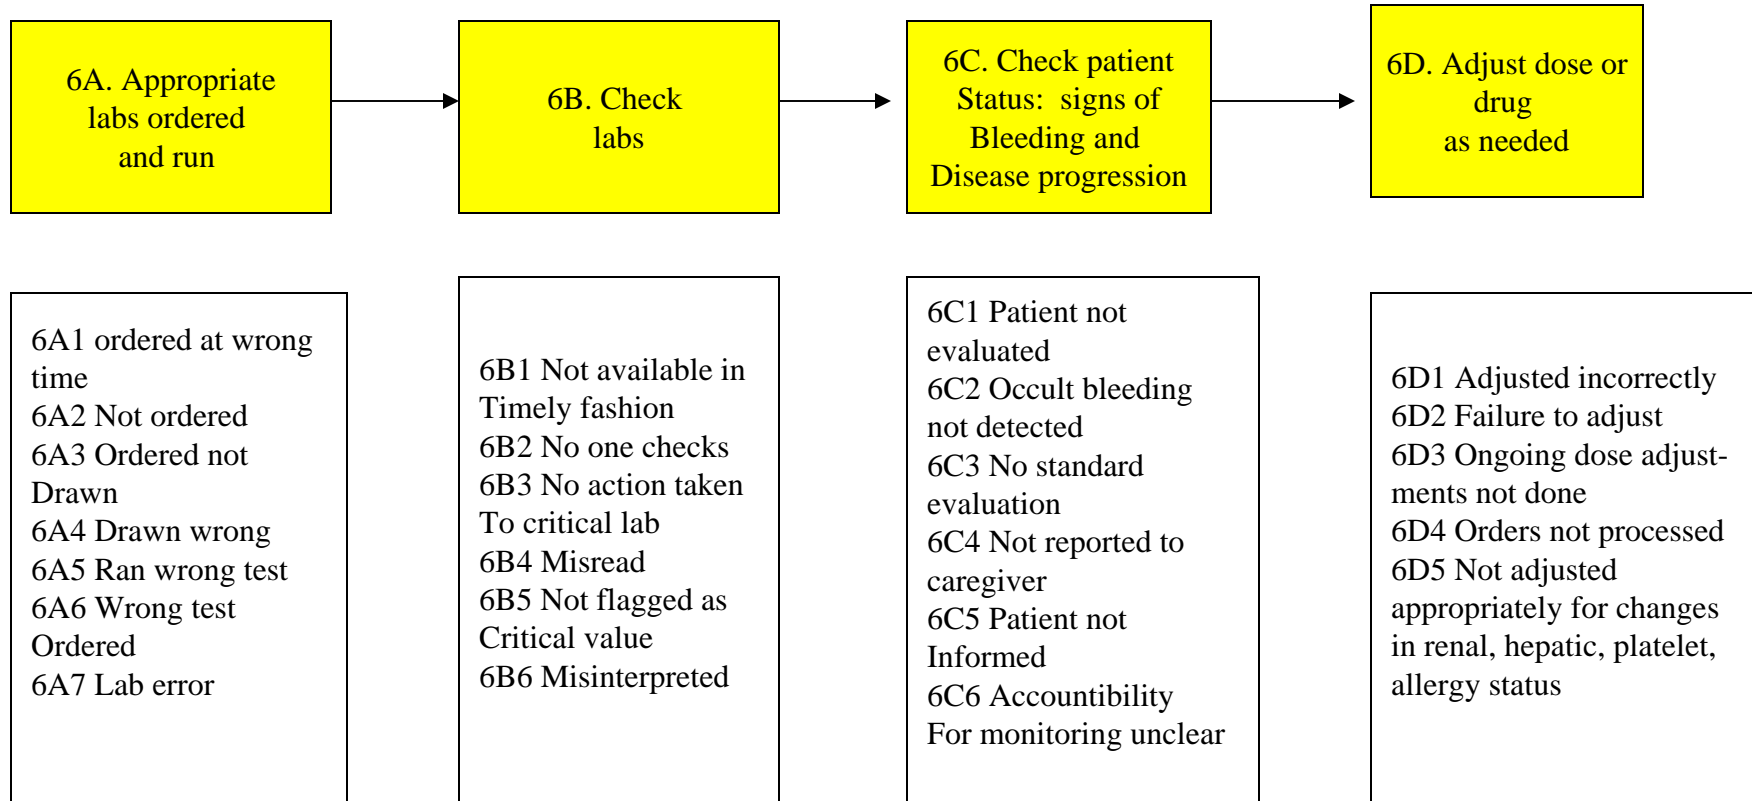 6A. Appropriate
labs ordered
and run
6B. Check
labs
6C. Check patient
Status: signs of
Bleeding and
Disease progression
6D. Adjust dose or
drug
as needed
6A1 ordered at wrong
time
6A2 Not ordered
6A3 Ordered not
Drawn
6A4 Drawn wrong
6A5 Ran wrong test
6A6 Wrong test
Ordered
6A7 Lab error
6B1 Not available in
Timely fashion
6B2 No one checks
6B3 No action taken
To critical lab
6B4 Misread
6B5 Not flagged as
Critical value
6B6 Misinterpreted
6C1 Patient not
evaluated
6C2 Occult bleeding
not detected
6C3 No standard
evaluation
6C4 Not reported to
caregiver
6C5 Patient not
Informed
6C6 Accountibility
For monitoring unclear
6D1 Adjusted incorrectly
6D2 Failure to adjust
6D3 Ongoing dose adjust-
ments not done
6D4 Orders not processed
6D5 Not adjusted
appropriately for changes
in renal, hepatic, platelet,
allergy status